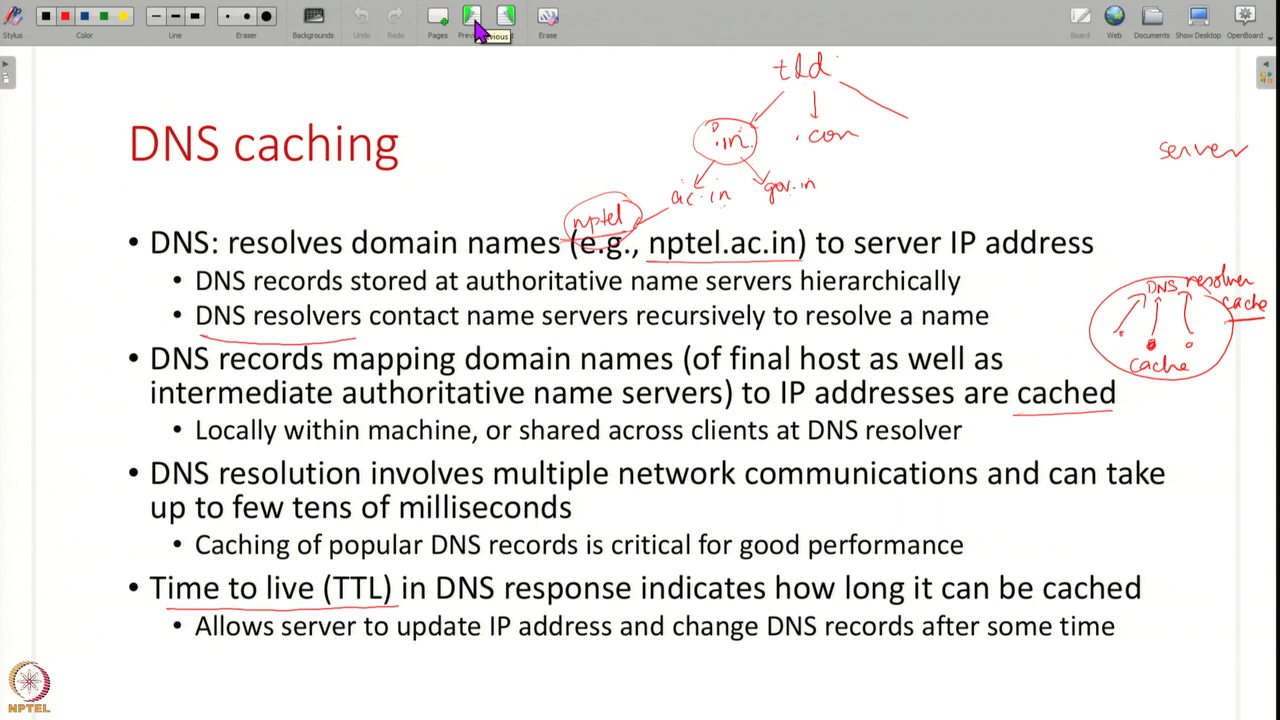 Stylus
Color
Line
Eraser
Backgrounds
Undo
Redo
Pages
Previous
Erase
Board
Web
Documents
Show Desktop
OpenBoard
tld
.in
.com
server
DNS caching
ac.in
gov.in
nptel
• DNS: resolves domain names (e.g., nptel.ac.in) to server IP address
• DNS records stored at authoritative name servers hierarchically
DNS resolver
cache
• DNS resolvers contact name servers recursively to resolve a name
• DNS records mapping domain names (of final host as well as
cache
intermediate authoritative name servers) to IP addresses are cached
• Locally within machine, or shared across clients at DNS resolver
• DNS resolution involves multiple network communications and can take
up to few tens of milliseconds
• Caching of popular DNS records is critical for good performance
• Time to live (TTL) in DNS response indicates how long it can be cached
• Allows server to update IP address and change DNS records after some time
NPTEL